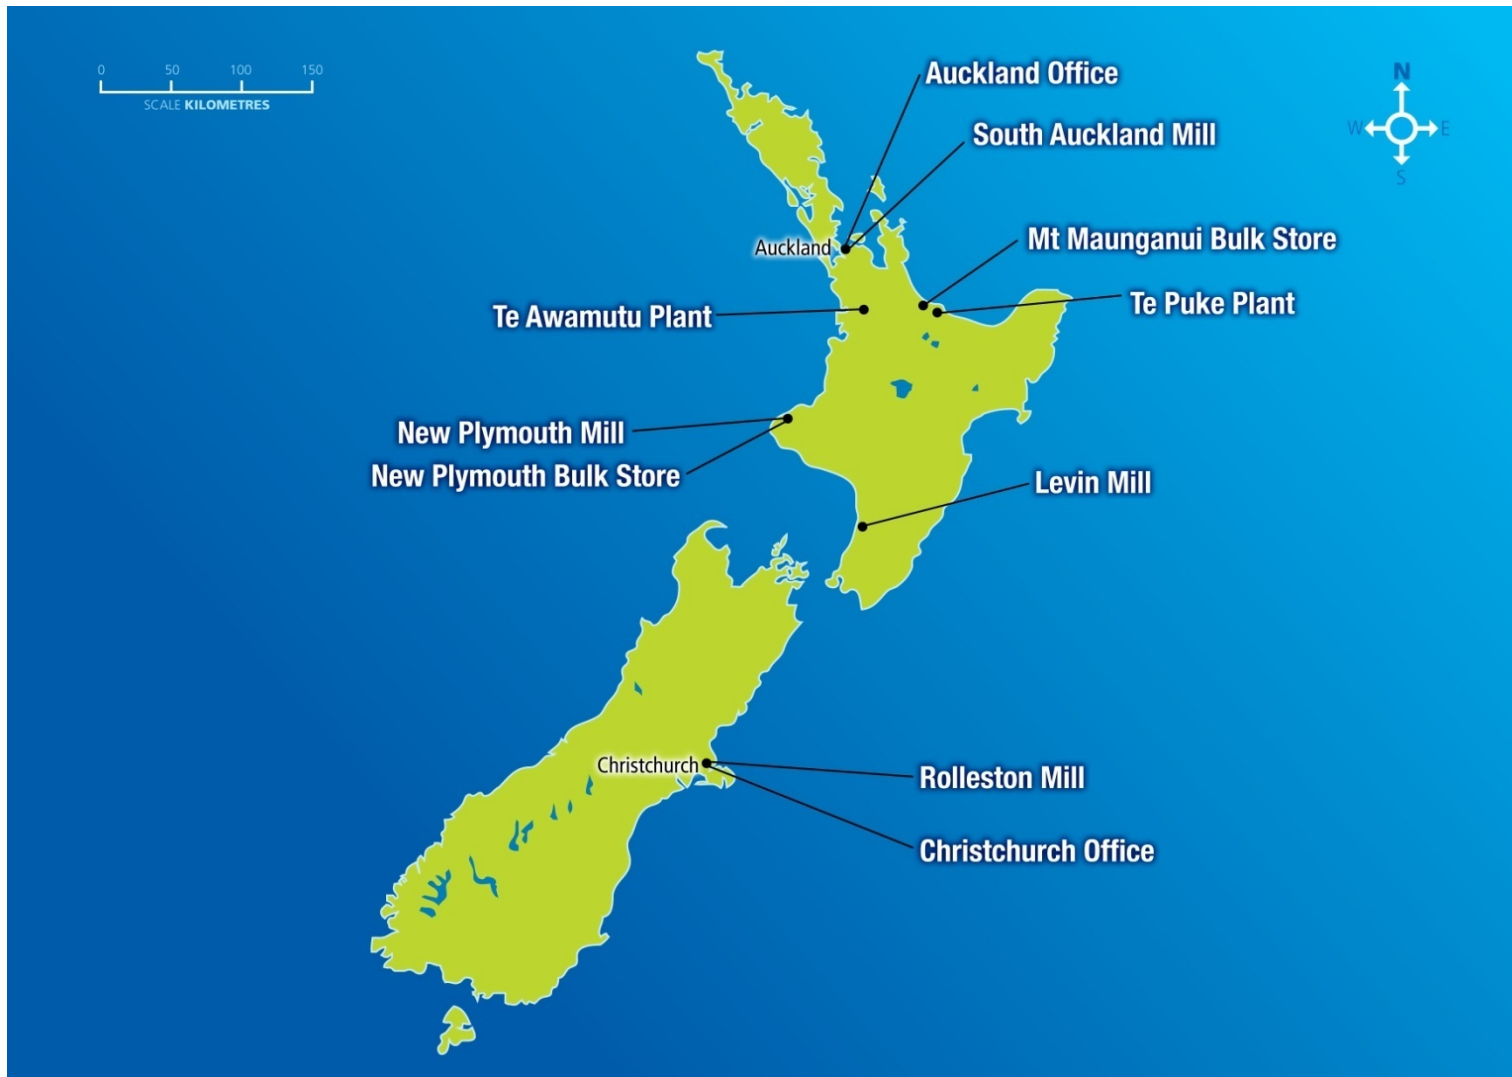 0 50 100 150
SCALE KILOMETRES
N
W E
S
Auckland Office
South Auckland Mill
Auckland
Mt Maunganui Bulk Store
Te Puke Plant
Te Awamutu Plant
New Plymouth Mill
New Plymouth Bulk Store
Levin Mill
Christchurch
Rolleston Mill
Christchurch Office